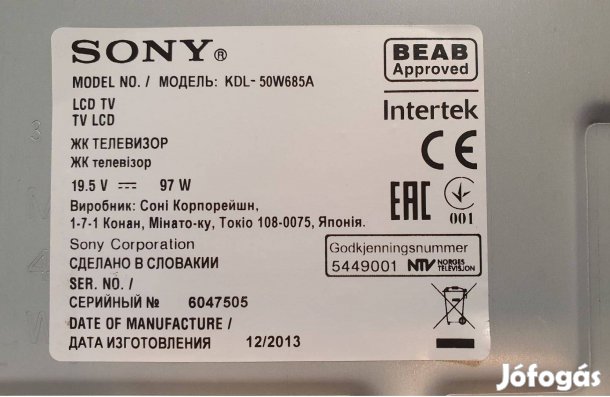 SONY®
MODEL NO. / МОДЕЛЬ: KDL-50W685A
LCD TV
TV LCD
ЖК ТЕЛЕВИЗОР
ЖК телевізор
19.5 V ⎓ 97 W
Виробник: Соні Корпорейшн,
1-7-1 Конан, Мінато-ку, Токіо 108-0075, Японія.
Sony Corporation
СДЕЛАНО В СЛОВАКИИ
SER. NO. /
СЕРИЙНЫЙ № 6047505
DATE OF MANUFACTURE /
ДАТА ИЗГОТОВЛЕНИЯ 12/2013
BEAB
Approved
Intertek
CE
EAC
001
Godkjenningsnummer
5449001 NTV NORGES
TELEVISJON
Jófogás